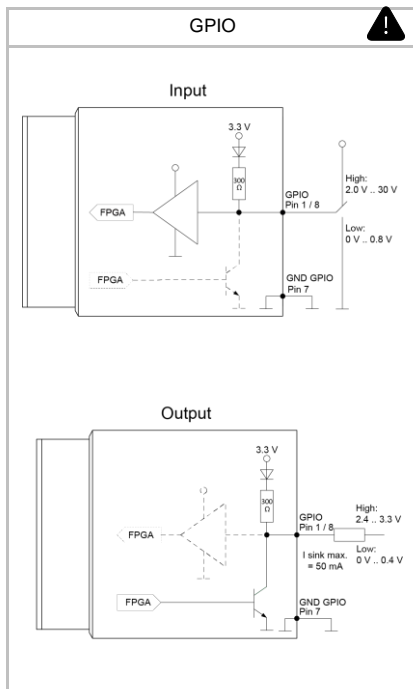 GPIO
Input
3.3 V
300
Ω
High:
2.0 V .. 30 V
GPIO
Pin 1 / 8
FPGA
Low:
0 V .. 0.8 V
FPGA
GND GPIO
Pin 7
Output
3.3 V
300
Ω
High:
2.4 .. 3.3 V
GPIO
Pin 1 / 8
FPGA
I sink max.
= 50 mA
Low:
0 V .. 0.4 V
FPGA
GND GPIO
Pin 7